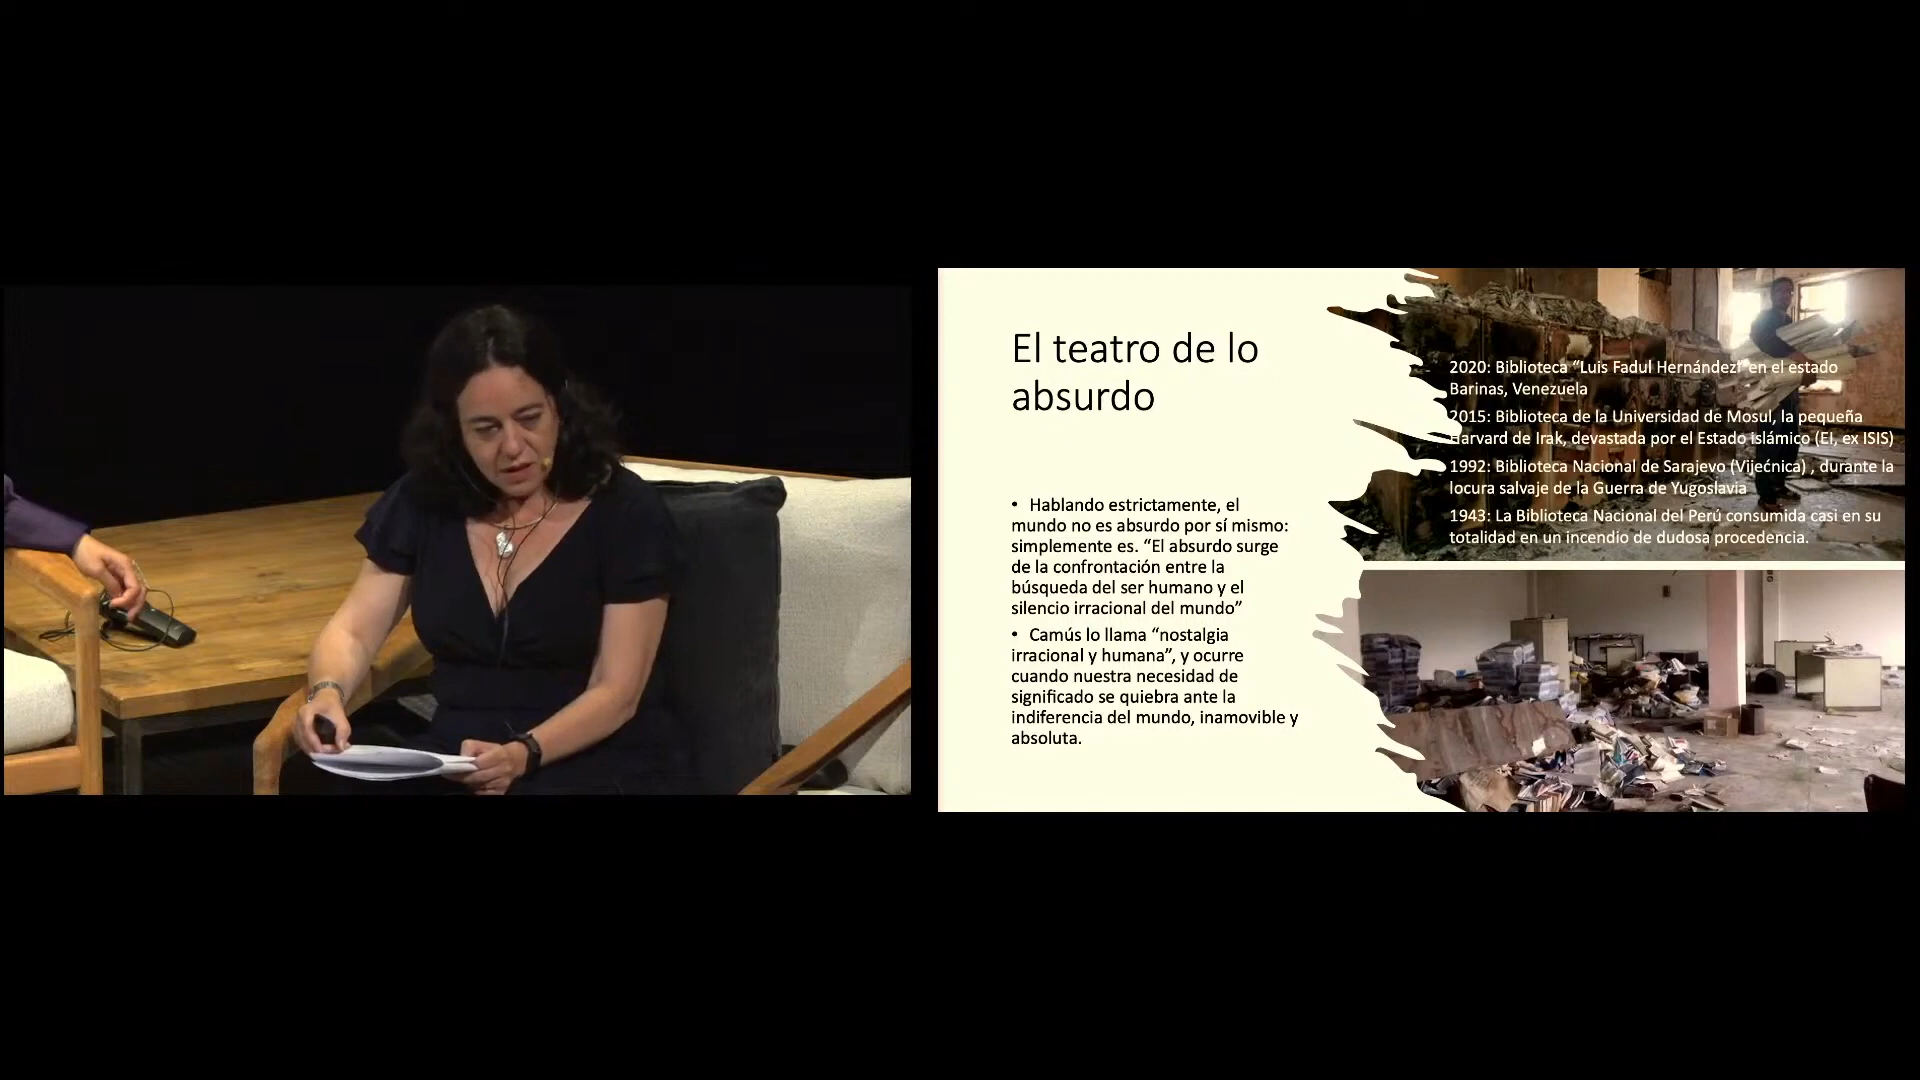 El teatro de lo
absurdo
• Hablando estrictamente, el
mundo no es absurdo por sí mismo:
simplemente es. “El absurdo surge
de la confrontación entre la
búsqueda del ser humano y el
silencio irracional del mundo”
• Camús lo llama “nostalgia
irracional y humana”, y ocurre
cuando nuestra necesidad de
significado se quiebra ante la
indiferencia del mundo, inamovible y
absoluta.
2020: Biblioteca “Luis Fadul Hernández” en el estado
Barinas, Venezuela
2015: Biblioteca de la Universidad de Mosul, la pequeña
Harvard de Irak, devastada por el Estado islámico (EI, ex ISIS)
1992: Biblioteca Nacional de Sarajevo (Vijećnica) , durante la
locura salvaje de la Guerra de Yugoslavia
1943: La Biblioteca Nacional del Perú consumida casi en su
totalidad en un incendio de dudosa procedencia.